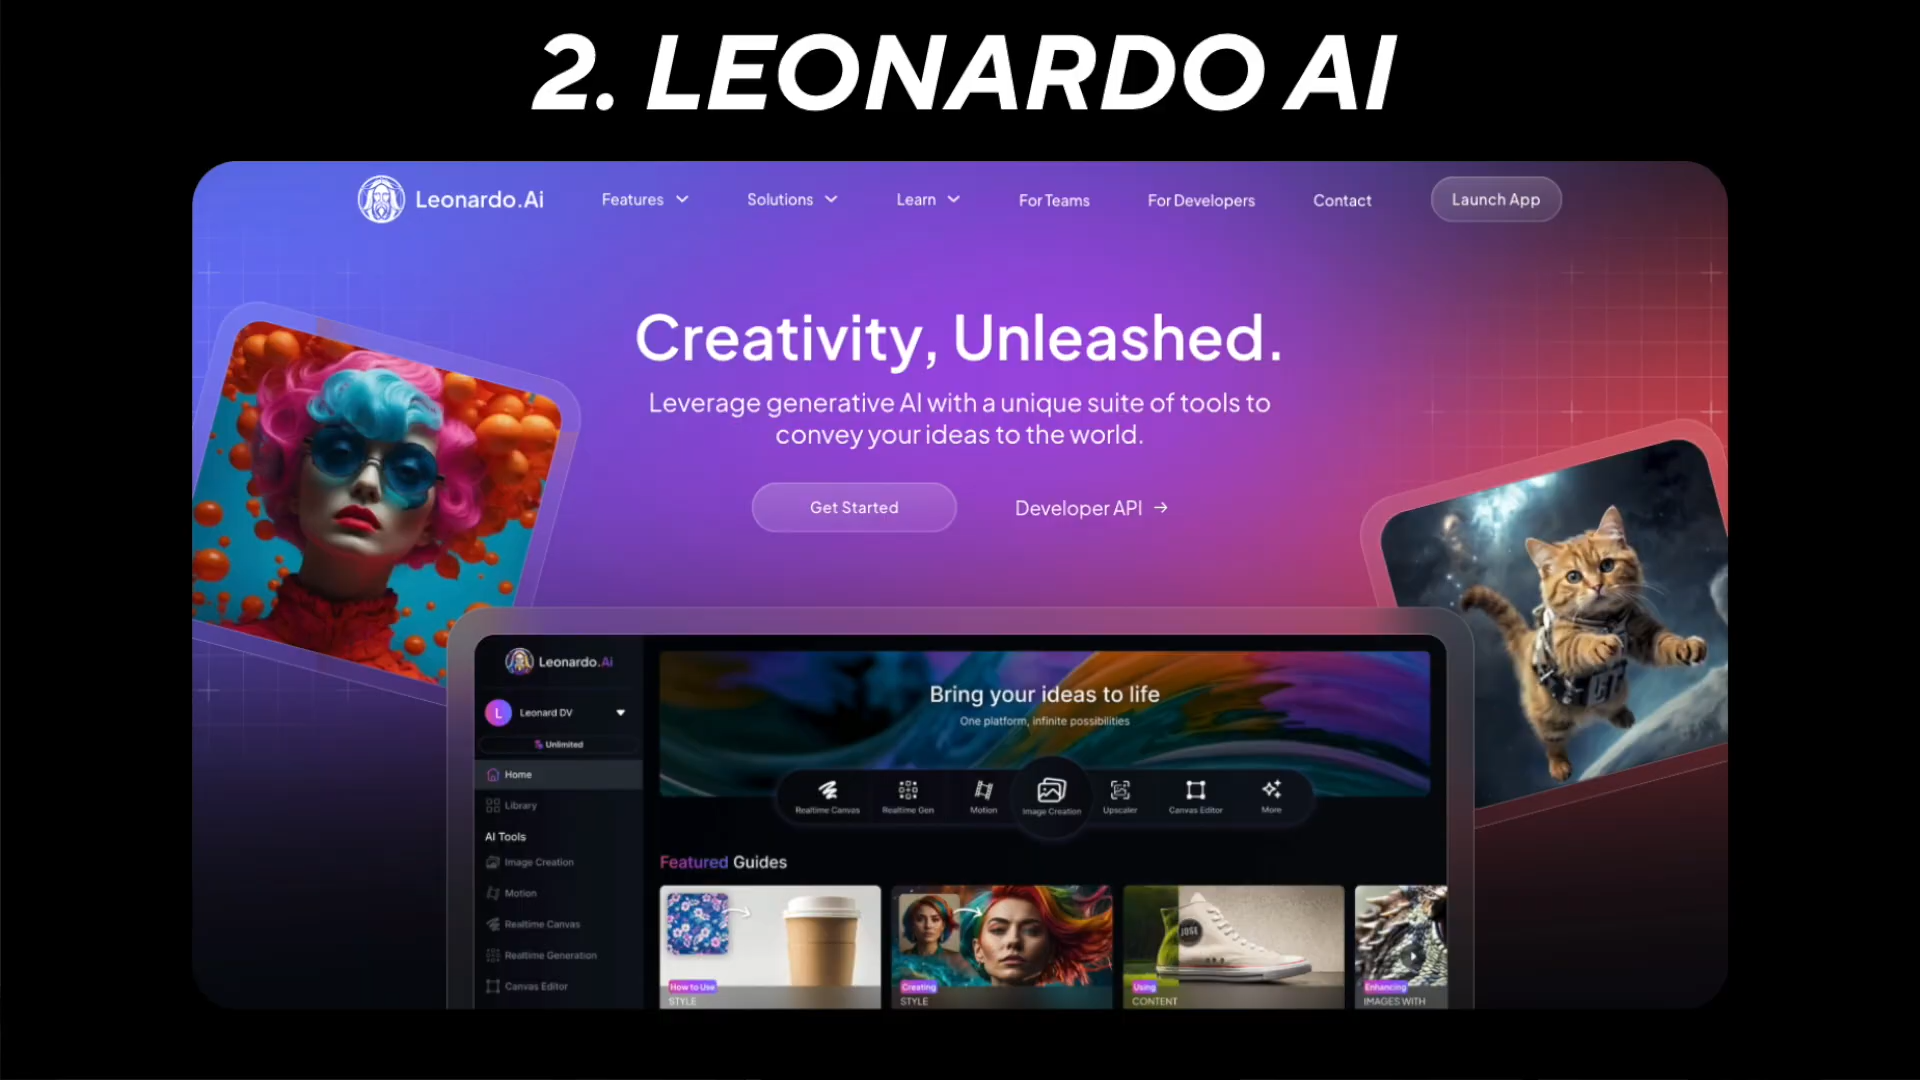 2. LEONARDO AI
Leonardo.Ai
Features
Solutions
Learn
For Teams
For Developers
Contact
Launch App
Creativity, Unleashed.
Leverage generative AI with a unique suite of tools to
convey your ideas to the world.
Get Started
Developer API →
Leonardo.Ai
L
Leonard DV
Unlimited
Home
Library
AI Tools
Image Creation
Motion
Realtime Canvas
Realtime Generation
Canvas Editor
Bring your ideas to life
One platform, infinite possibilities
Realtime Canvas
Realtime Gen
Motion
Image Creation
Upscaler
Canvas Editor
More
Featured Guides
How to Use
STYLE
Creating
STYLE
JOSE
Using
CONTENT
Enhancing
IMAGES WITH